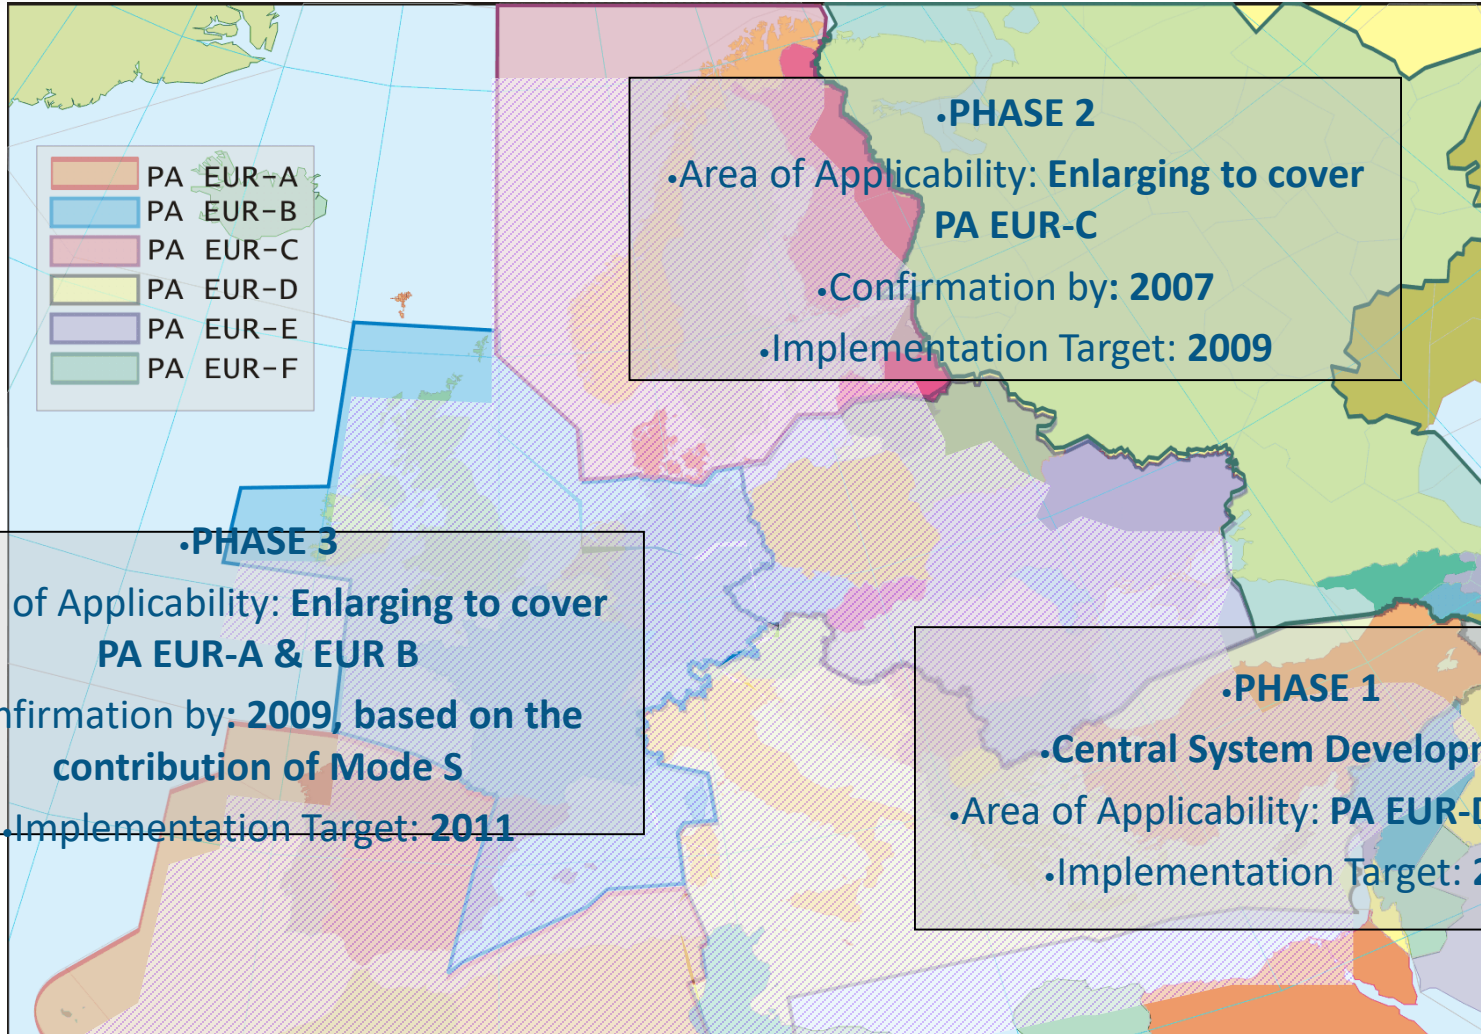 PA EUR-A
PA EUR-B
PA EUR-C
PA EUR-D
PA EUR-E
PA EUR-F
•PHASE 2
•Area of Applicability: Enlarging to cover
PA EUR-C
•Confirmation by: 2007
•Implementation Target: 2009
•PHASE 3
of Applicability: Enlarging to cover
PA EUR-A & EUR B
nfirmation by: 2009, based on the
contribution of Mode S
•Implementation Target: 2011
•PHASE 1
•Central System
•Area of Applicability: PA
•Implementation Target: